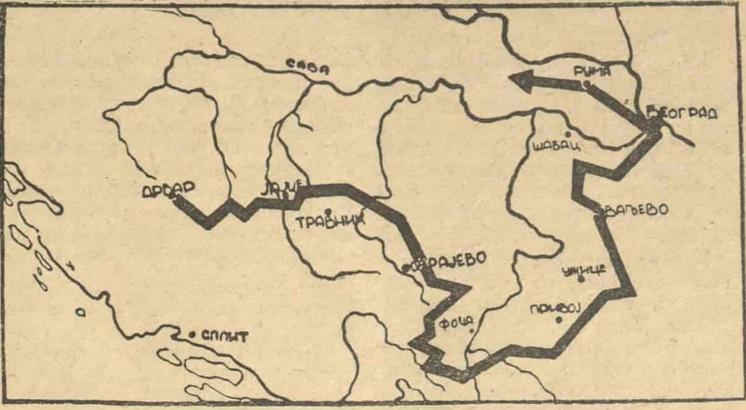 САВА
РУМА
БЕОГРАД
ШАБАЦ
ДРВАР
ЈАЈЦЕ
ТРАВНИК
ВАЉЕВО
САРАЈЕВО
УЖИЦЕ
ФОЧА
ПРИБОЈ
СПЛИТ